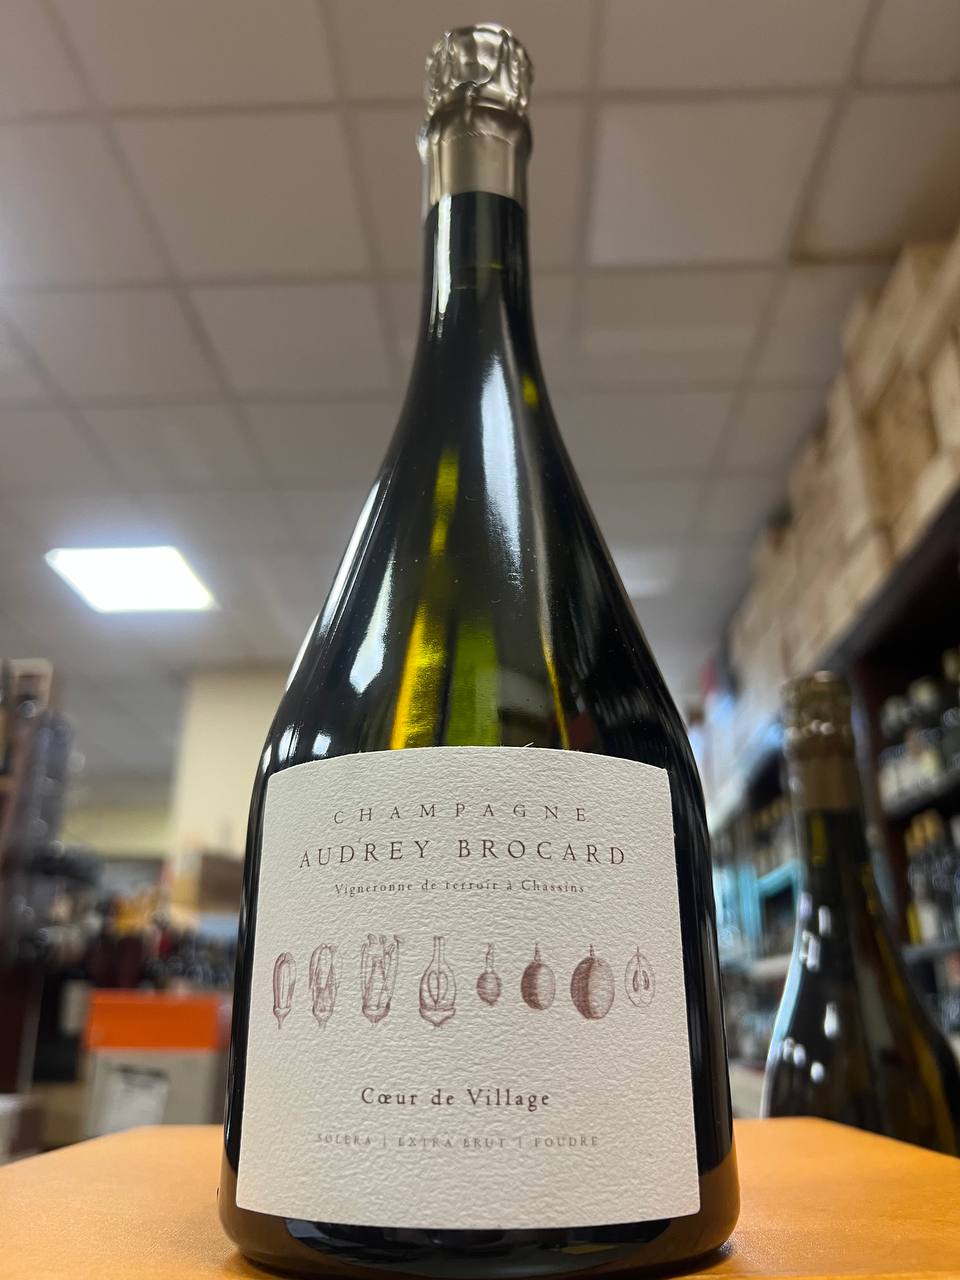 CHAMPAGNE
AUDREY BROCARD
Vigneronne de terroir à Chassins
Cœur de Village
SOLERA | EXTRA BRUT | FOUDRE